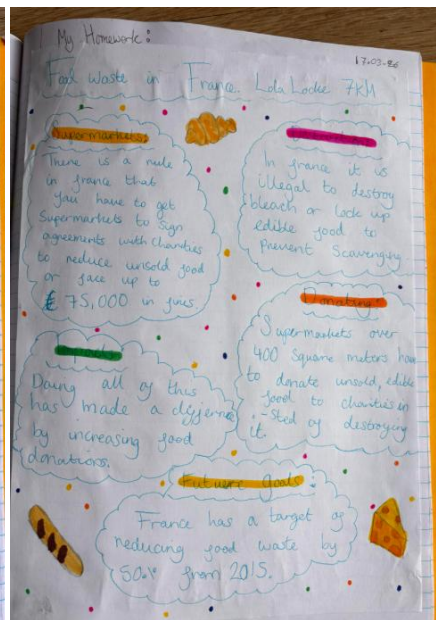 My Homework:
17.03.26
Food Waste in France. Lola Locke 7KM
Supermarkets:
There is a rule
in france that
you have to get
Supermarkets to sign
agreements with charities
to reduce unsold food
or face up to
€ 75,000 in fines
In france it is
illegal to destroy
bleach or lock up
edible food to
Prevent Scavenging
Donating:
Supermarkets over
400 square meters have
to donate unsold, edible
food to charities in
-sted of destroying
it.
Doing all of this
has made a differne
by increasing food
donations.
Future goals:
France has a target of
reducing food waste by
50% from 2015.